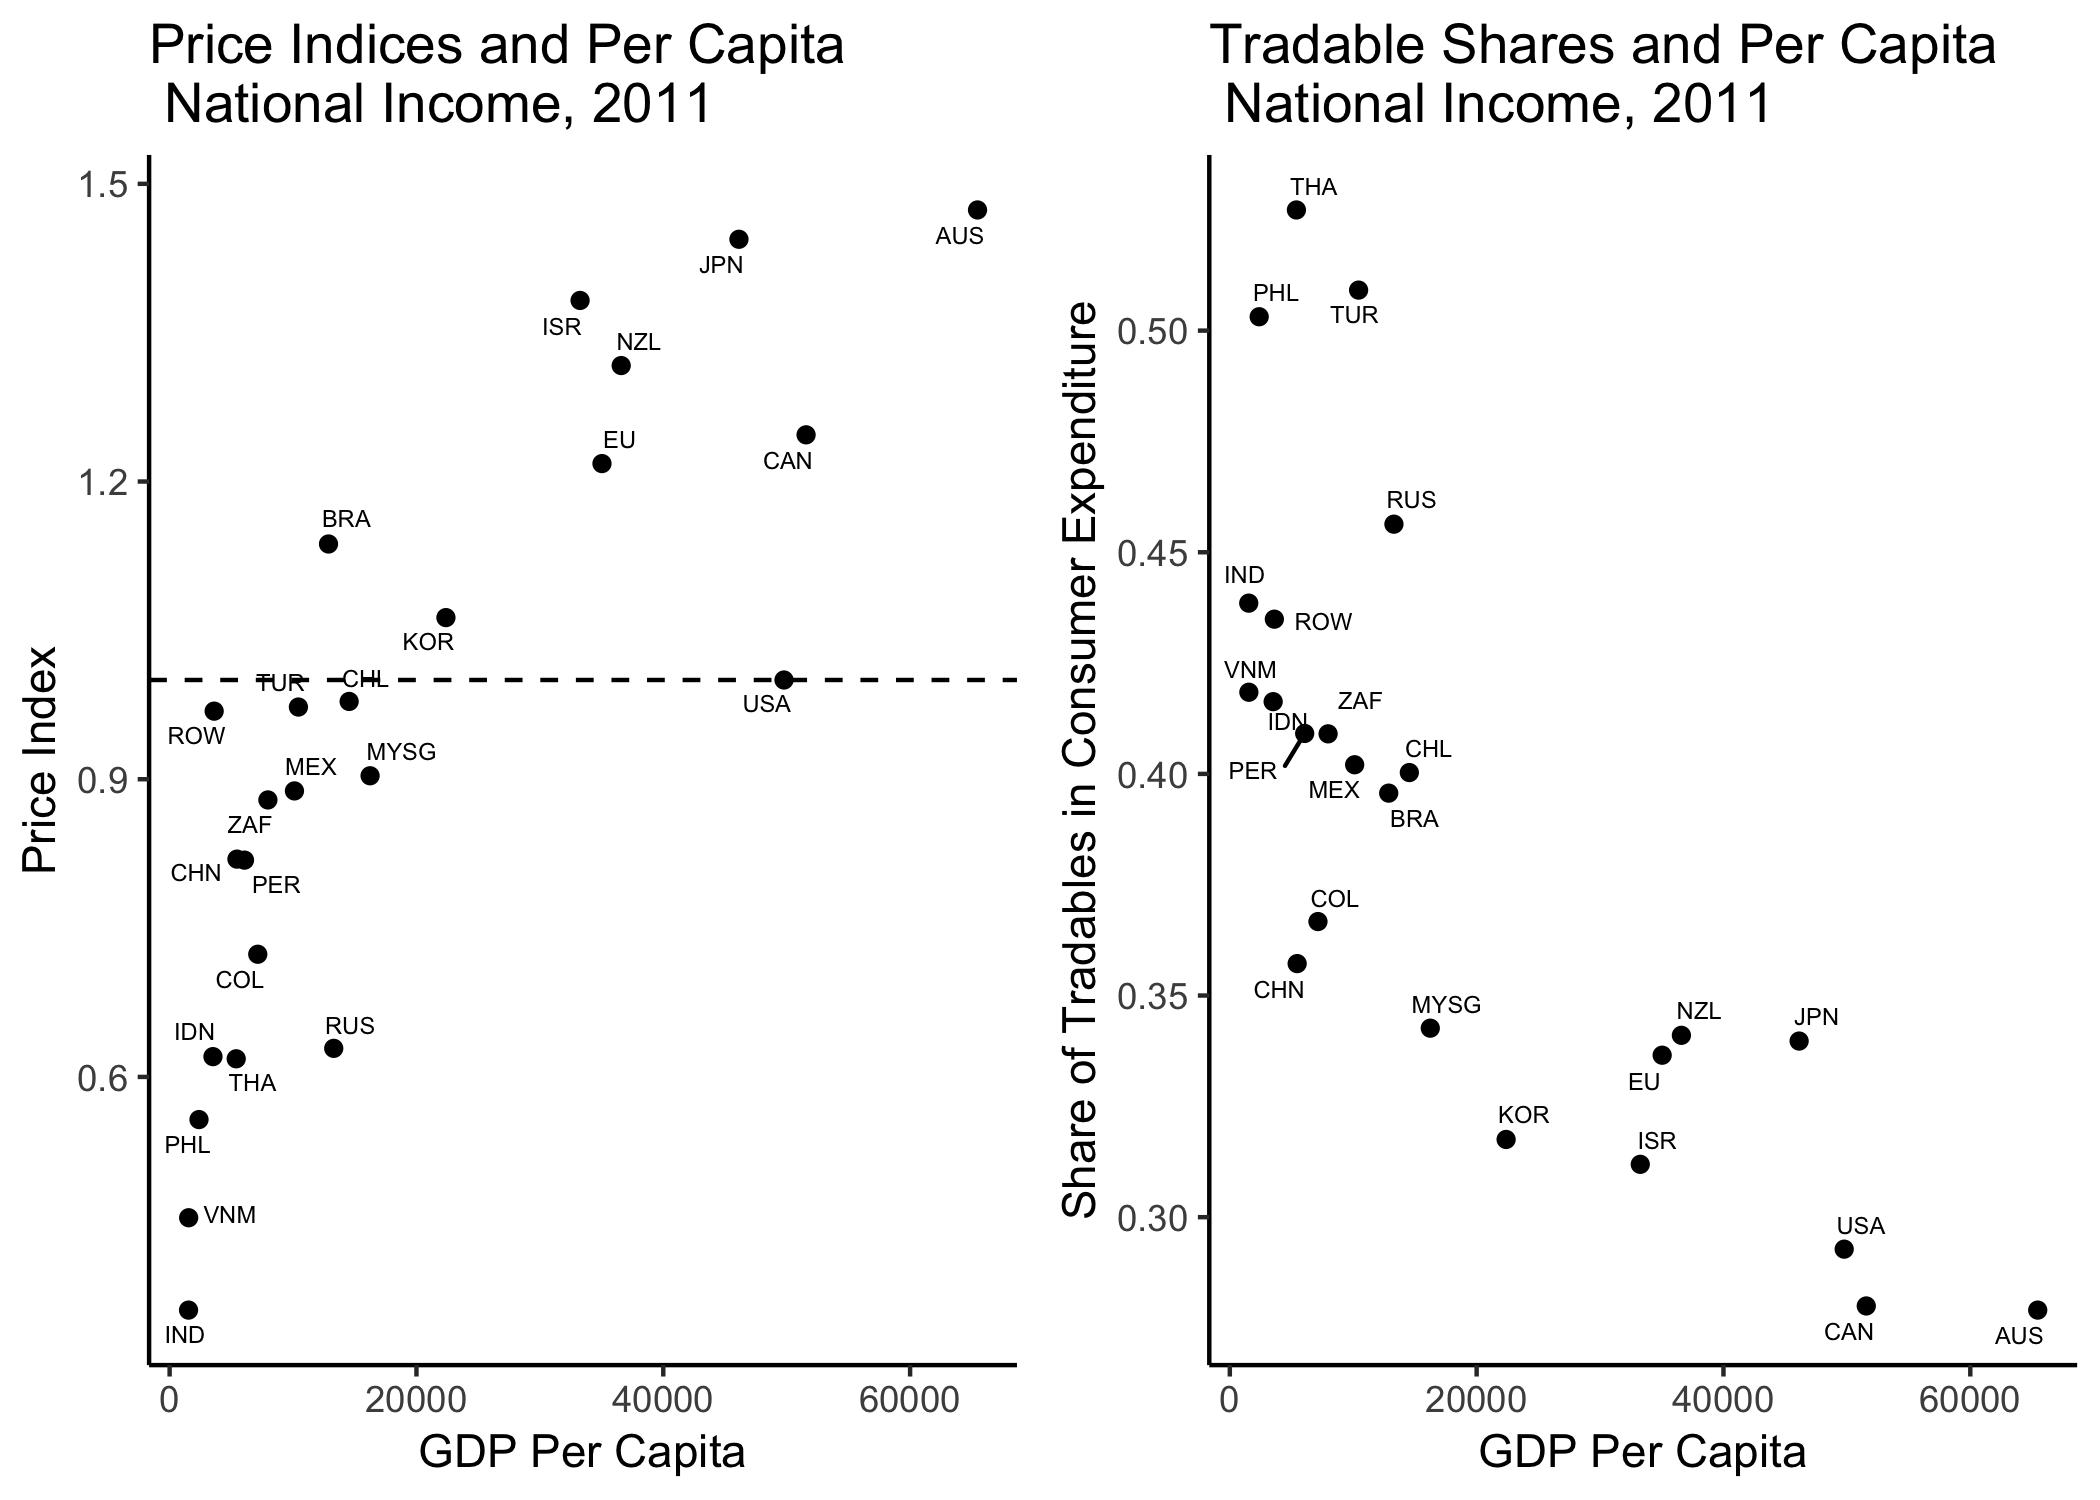 Price Indices and Per Capita
National Income, 2011
Price Index
1.5
1.2
0.9
0.6
AUS
JPN
ISR
NZL
EU
CAN
BRA
KOR
TUR
CHL
USA
ROW
MYSG
MEX
ZAF
CHN
PER
COL
IDN
RUS
THA
PHL
VNM
IND
0
20000
40000
60000
GDP Per Capita
Tradable Shares and Per Capita
National Income, 2011
Share of Tradables in Consumer Expenditure
0.50
0.45
0.40
0.35
0.30
THA
PHL
TUR
RUS
IND
ROW
VNM
ZAF
IDN
CHL
PER
MEX
BRA
COL
CHN
MYSG
NZL
JPN
EU
KOR
ISR
USA
CAN
AUS
0
20000
40000
60000
GDP Per Capita